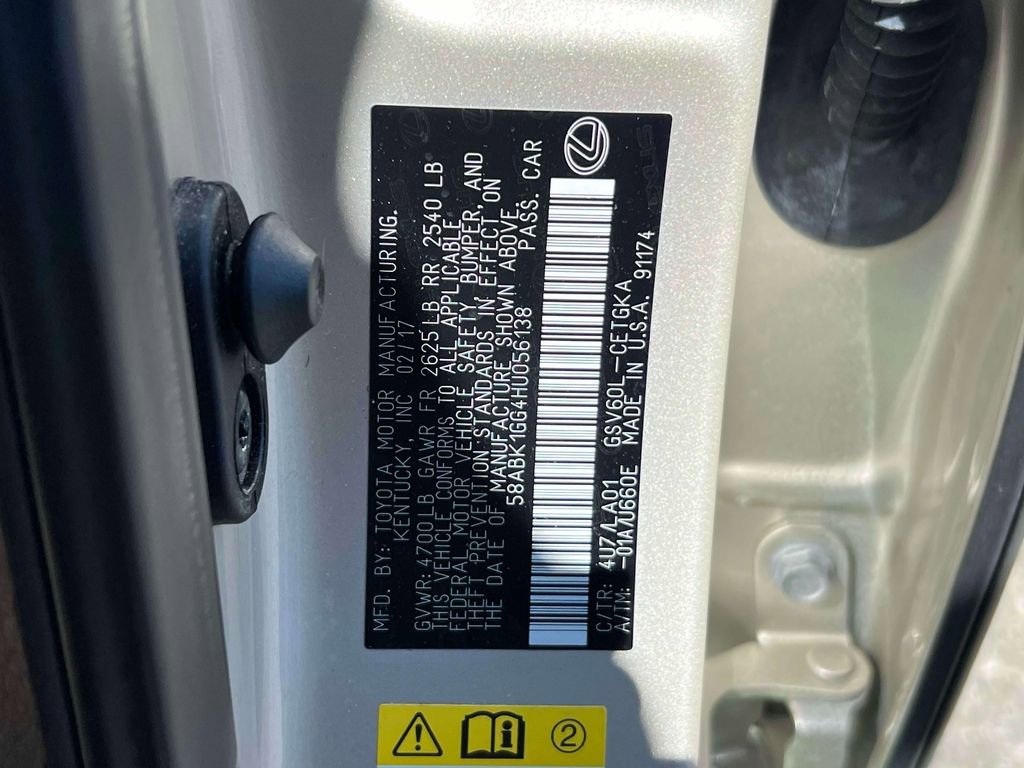 MFD. BY: TOYOTA MOTOR MANUFACTURING.
KENTUCKY, INC 02/17
GVWR: 4700LB GAWR FR 2625LB RR 2540 LB
THIS VEHICLE CONFORMS TO ALL APPLICABLE
FEDERAL MOTOR VEHICLE SAFETY BUMPER, AND
THEFT PREVENTION STANDARDS IN EFFECT ON
THE DATE OF MANUFACTURE SHOWN ABOVE
58ABK1GG4HU056138 PASS. CAR
C/TR: 4U7/LA01 GSV60L-CETGKA
A/TM: -01A/U660E MADE IN U.S.A. 91174
2